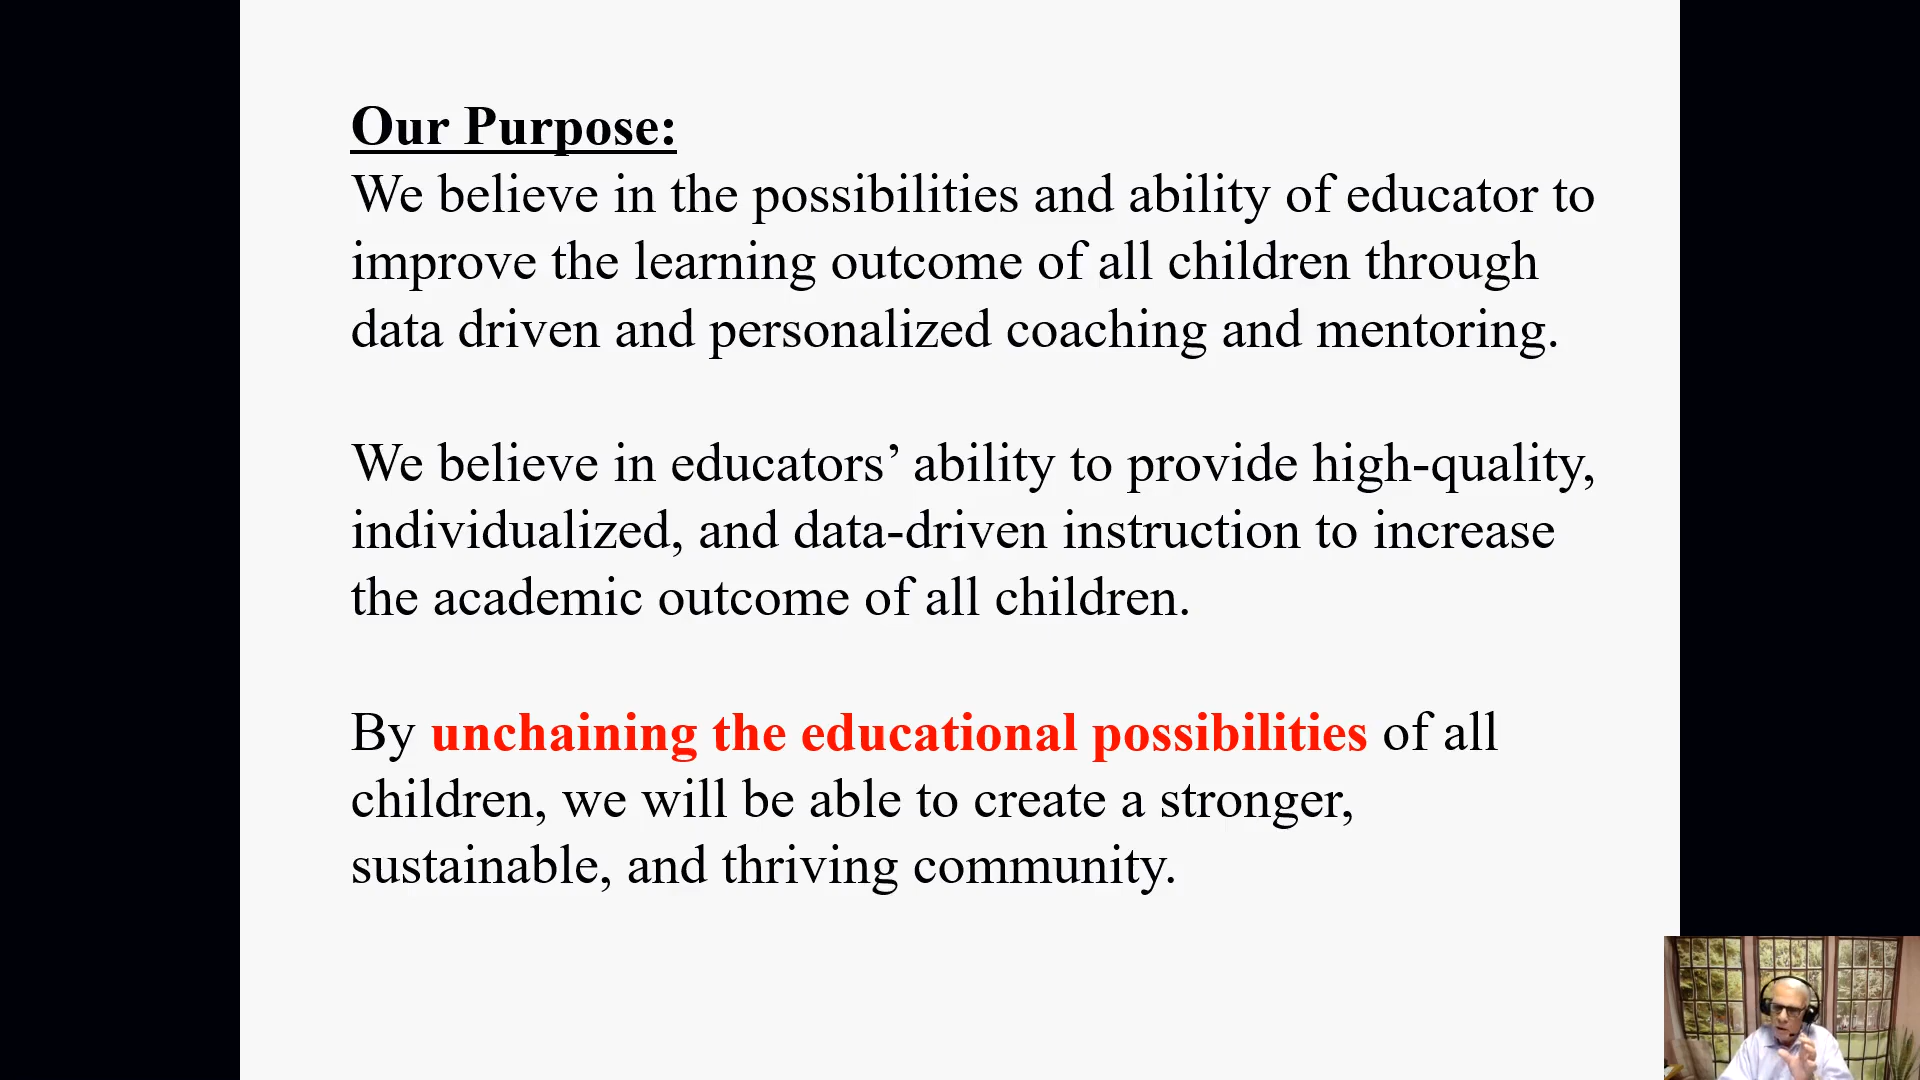 Our Purpose:
We believe in the possibilities and ability of educator to
improve the learning outcome of all children through
data driven and personalized coaching and mentoring.
We believe in educators’ ability to provide high-quality,
individualized, and data-driven instruction to increase
the academic outcome of all children.
By unchaining the educational possibilities of all
children, we will be able to create a stronger,
sustainable, and thriving community.